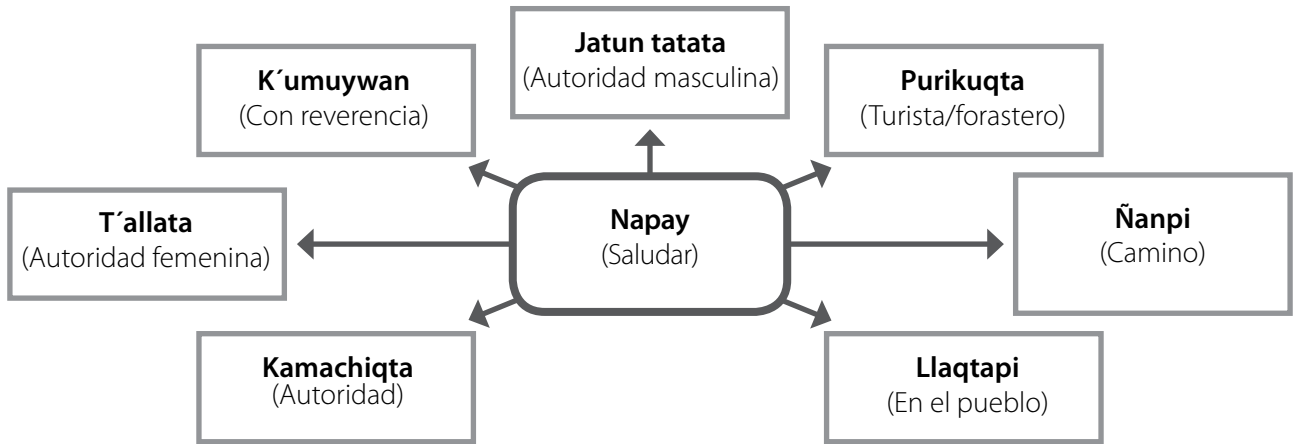 Jatun tatata
(Autoridad masculina)
K´umuywan
(Con reverencia)
Purikuqta
(Turista/forastero)
T´allata
(Autoridad femenina)
Napay
(Saludar)
Ñanpi
(Camino)
Kamachiqta
(Autoridad)
Llaqtapi
(En el pueblo)